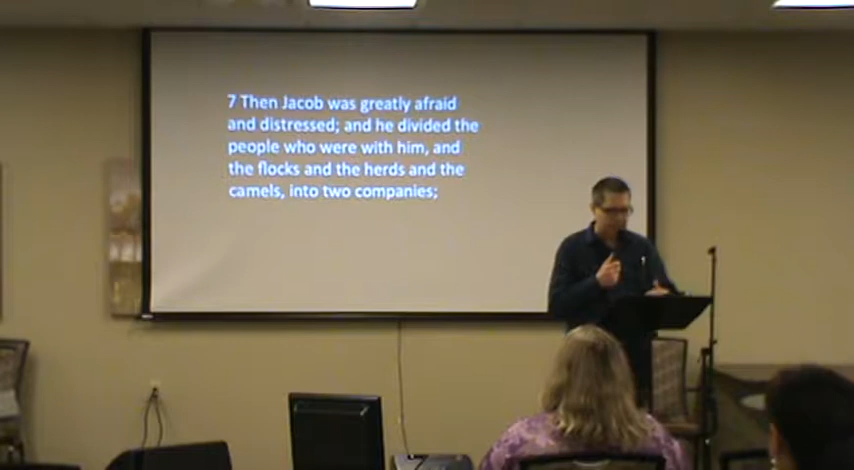 7 Then Jacob was greatly afraid
and distressed; and he divided the
people who were with him, and
the flocks and the herds and the
camels, into two companies;